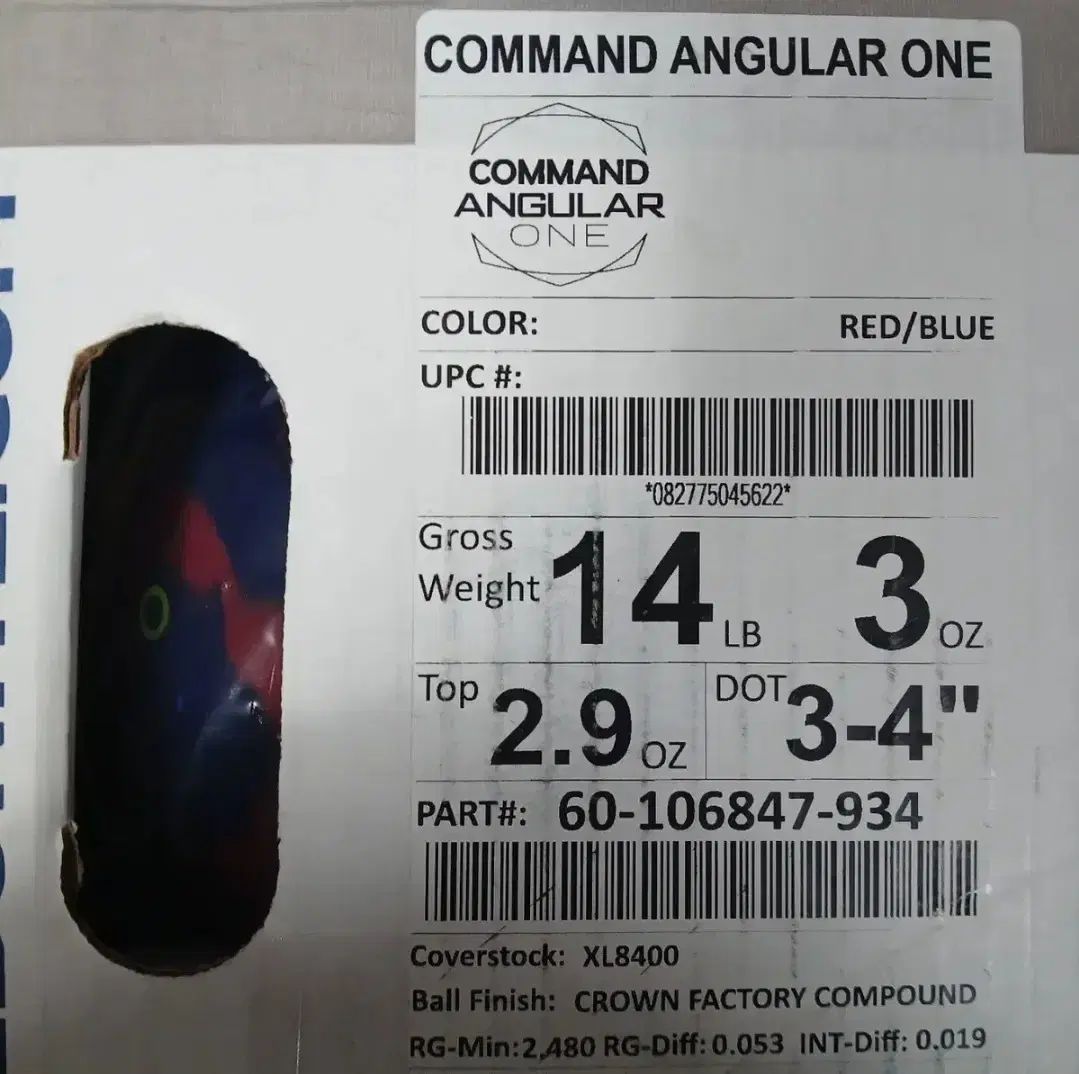 COMMAND ANGULAR ONE
COMMAND
ANGULAR
ONE
COLOR: RED/BLUE
UPC #:
*082775045622*
Gross
Weight 14 LB 3 OZ
Top 2.9 OZ DOT 3-4"
PART#: 60-106847-934
Coverstock: XL8400
Ball Finish: CROWN FACTORY COMPOUND
RG-Min:2,480 RG-Diff: 0.053 INT-Diff: 0.019